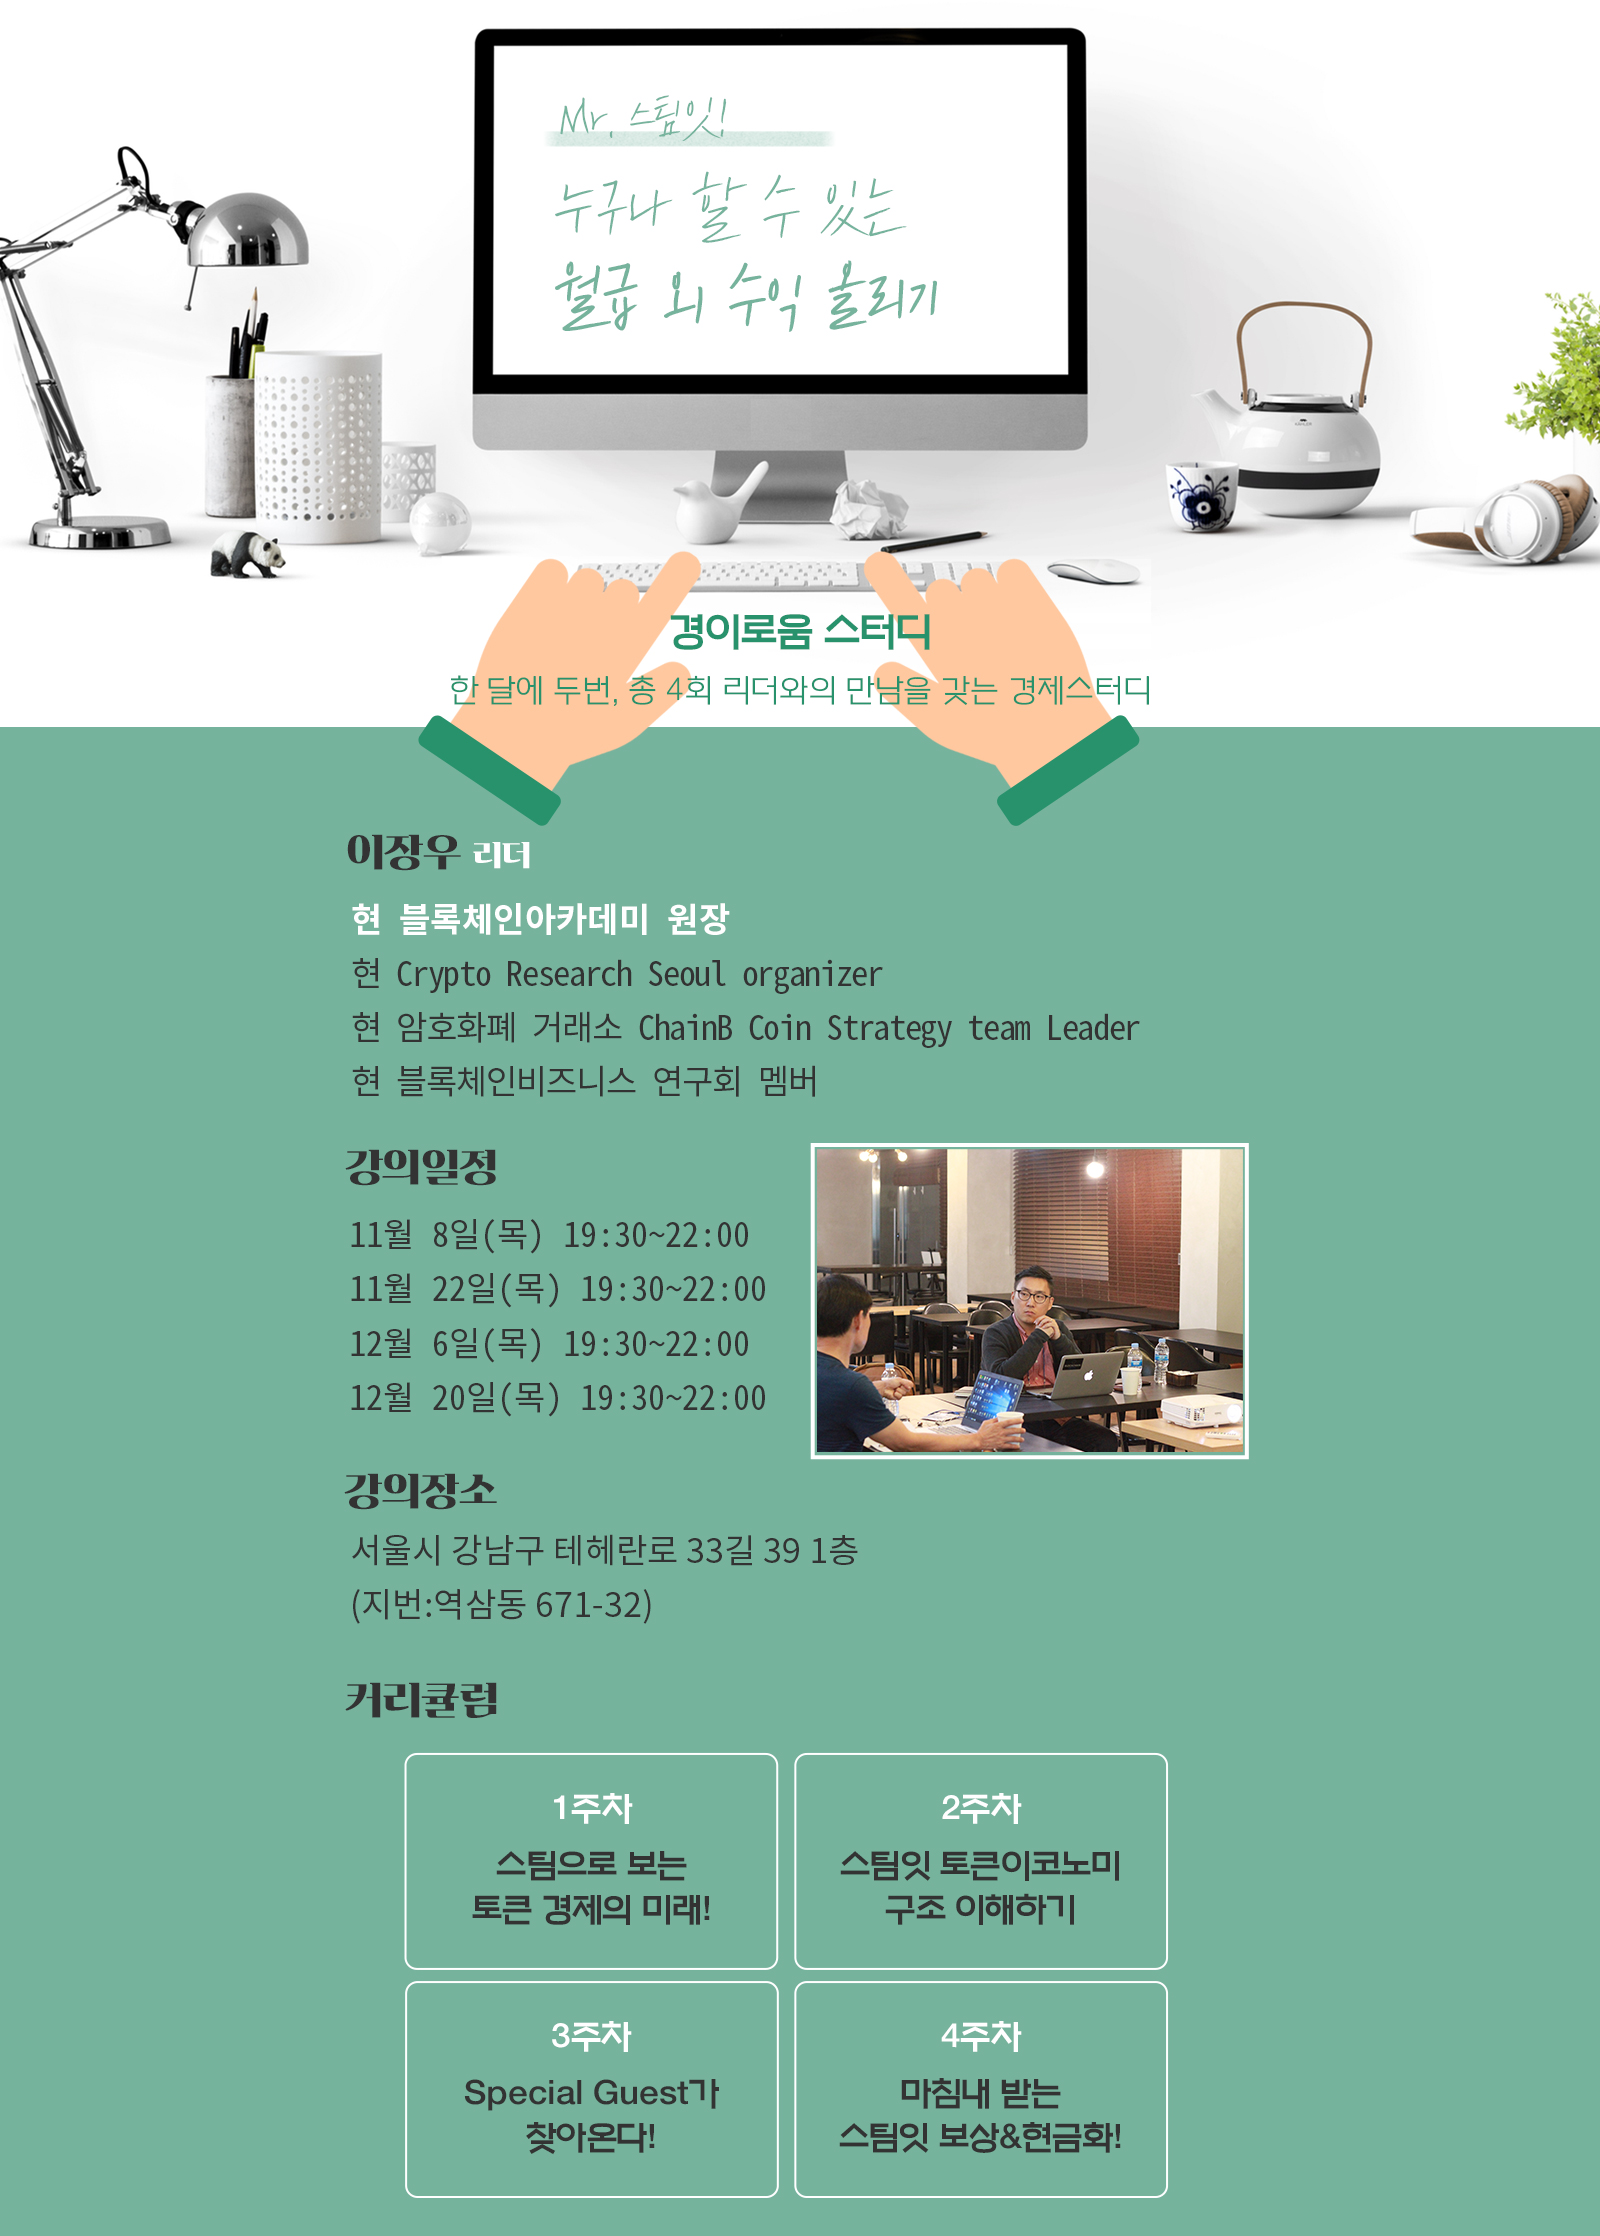 Mr. 스팀잇!
누구나 할 수 있는
월급 외 수익 올리기
경이로움 스터디
한 달에 두번, 총 4회 리더와의 만남을 갖는 경제스터디
이장우 리더
현 블록체인아카데미 원장
현 Crypto Research Seoul organizer
현 암호화폐 거래소 ChainB Coin Strategy team Leader
현 블록체인비즈니스 연구회 멤버
강의일정
11월 8일(목) 19:30~22:00
11월 22일(목) 19:30~22:00
12월 6일(목) 19:30~22:00
12월 20일(목) 19:30~22:00
강의장소
서울시 강남구 테헤란로 33길 39 1층
(지번:역삼동 671-32)
커리큘럼
1주차
스팀으로 보는
토큰 경제의 미래!
2주차
스팀잇 토큰이코노미
구조 이해하기
3주차
Special Guest가
찾아온다!
4주차
마침내 받는
스팀잇 보상&현금화!